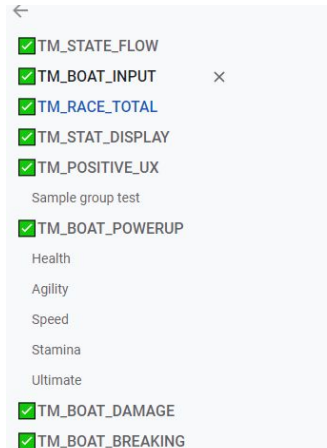 ✅TM_STATE_FLOW
✅TM_BOAT_INPUT
✅TM_RACE_TOTAL
✅TM_STAT_DISPLAY
✅TM_POSITIVE_UX
Sample group test
✅TM_BOAT_POWERUP
Health
Agility
Speed
Stamina
Ultimate
✅TM_BOAT_DAMAGE
✅TM_BOAT_BREAKING